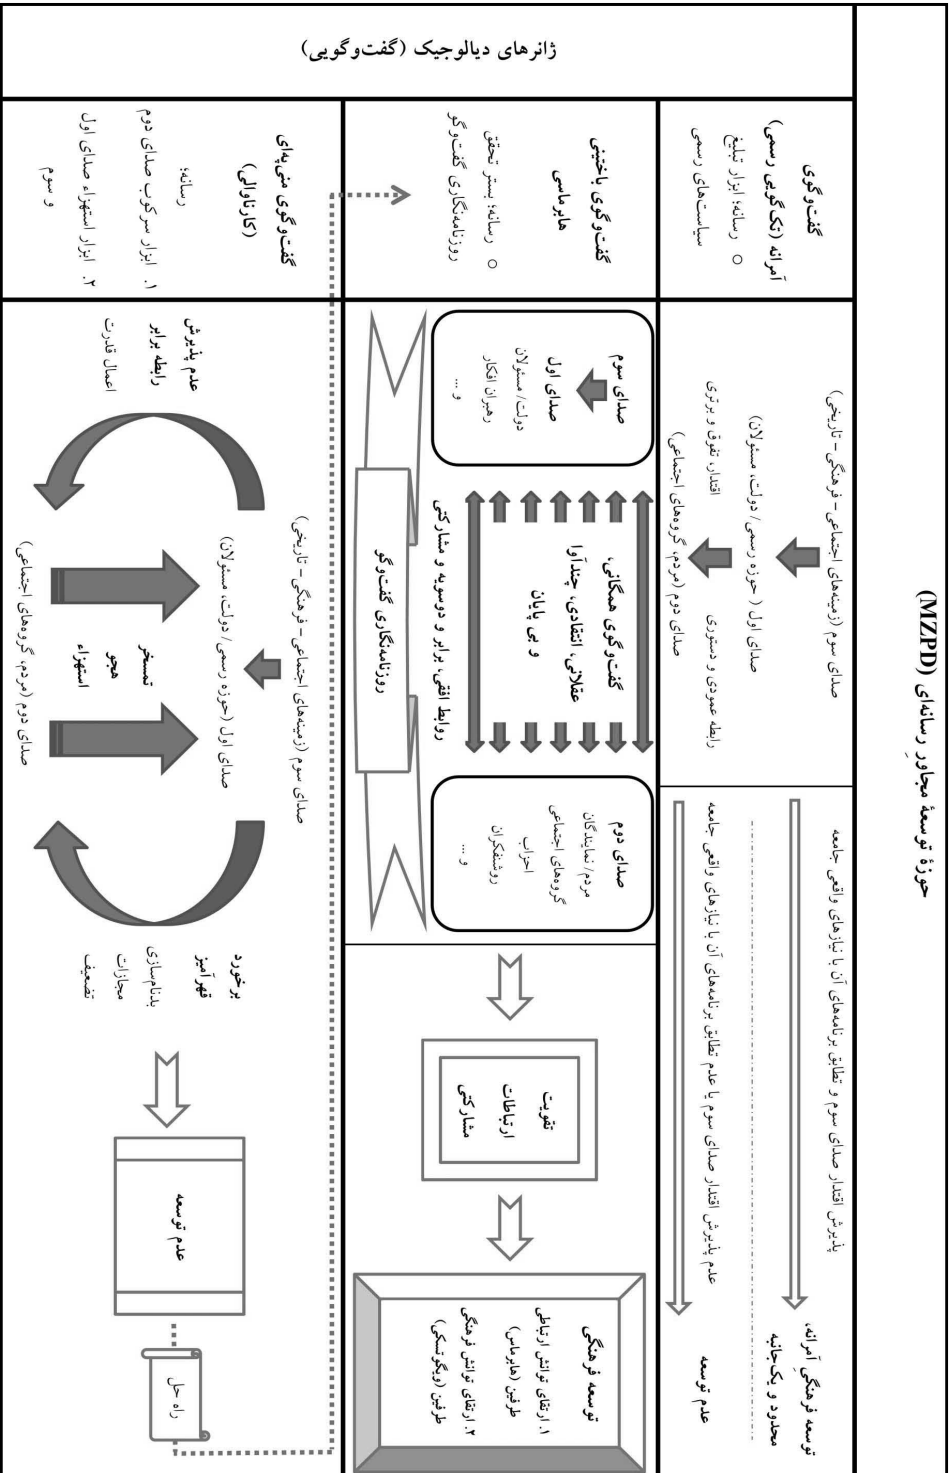 حوزهٔ توسعهٔ مجاورِ رسانه‌ای (MZPD)
ژانرهای دیالوجیک (گفت‌وگویی)
گفت‌وگوی
آمرانه (تک‌گویی رسمی)
○ رسانه؛ ابزار تبلیغ
سیاست‌های رسمی
صدای سوم (زمینه‌های اجتماعی - فرهنگی - تاریخی)
صدای اول ( حوزه رسمی/ دولت، مسئولان)
اقتدار، تفوق و برتری
رابطه عمودی و دستوری
صدای دوم (مردم، گروه‌های اجتماعی)
پذیرش اقتدار صدای سوم و تطابق برنامه‌های آن با نیازهای واقعی جامعه
توسعه فرهنگیِ آمرانه،
محدود و یک‌جانبه
عدم پذیرش اقتدار صدای سوم یا عدم تطابق برنامه‌های آن با نیازهای واقعی جامعه
عدم توسعه
گفت‌وگوی باختینی
هابرماسی
○ رسانه؛ بستر تحقق
روزنامه‌نگاری گفت‌وگو
صدای سوم
صدای اول
دولت/ مسئولان
رهبران افکار
و ...
گفت‌وگوی همگانی،
عقلانی، انتقادی، چندآوا
و بی پایان
روابط افقی، برابر و دوسویه و مشارکتی
روزنامه‌نگاری گفت‌وگو
صدای دوم
مردم/ نمایندگان
گروه‌های اجتماعی
احزاب
روشنفکران
و ...
تقویت
ارتباطات
مشارکتی
توسعه فرهنگی
۱. ارتقای توانش ارتباطی
طرفین (هابرماس)
۲. ارتقای توانش فرهنگی
طرفین (ویگوتسکی)
گفت‌وگوی منی‌په‌ای
(کارناوالی)
رسانه؛
۱. ابزار سرکوب صدای دوم
۲. ابزار استهزاء صدای اول
و سوم
صدای سوم (زمینه‌های اجتماعی - فرهنگی - تاریخی)
صدای اول (حوزه رسمی/ دولت، مسئولان)
عدم پذیرش
رابطه برابر
اعمال قدرت
تمسخر
هجو
استهزاء
صدای دوم (مردم، گروه‌های اجتماعی)
برخورد
قهرآمیز
بدنام‌سازی
مجازات
تضعیف
عدم توسعه
راه حل